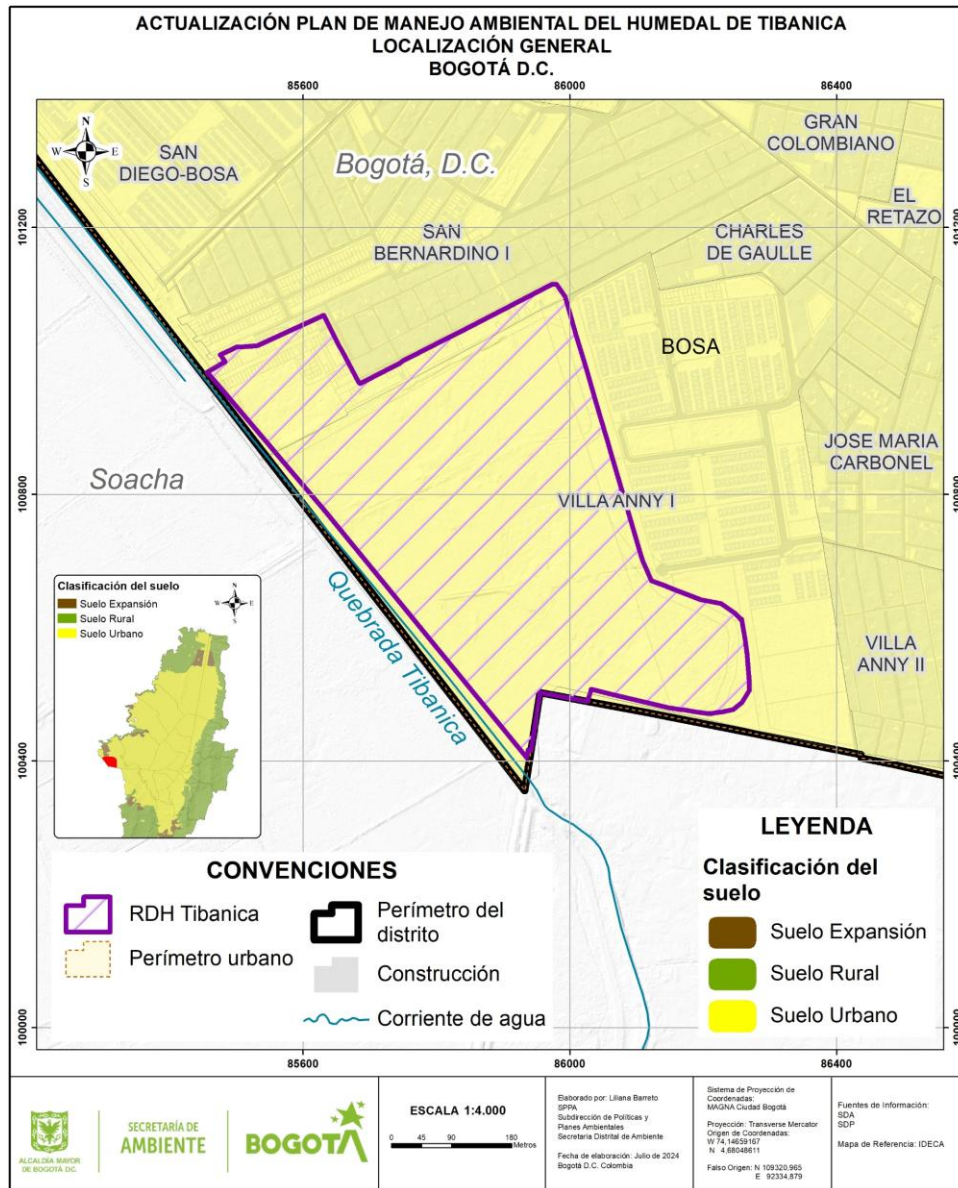 ACTUALIZACIÓN PLAN DE MANEJO AMBIENTAL DEL HUMEDAL DE TIBANICA
LOCALIZACIÓN GENERAL
BOGOTÁ D.C.
85600
86000
86400
N
W
E
S
SAN
DIEGO-BOSA
Bogotá, D.C.
GRAN
COLOMBIANO
EL
RETAZO
101200
101200
SAN
BERNARDINO I
CHARLES
DE GAULLE
BOSA
JOSE MARIA
CARBONEL
Soacha
100800
100800
VILLA ANNY I
Quebrada Tibanica
VILLA
ANNY II
Clasificación del suelo
Suelo Expansión
Suelo Rural
Suelo Urbano
N
W
E
S
100400
100400
CONVENCIONES
RDH Tibanica
Perímetro urbano
Perímetro del
distrito
Construcción
Corriente de agua
LEYENDA
Clasificación del
suelo
Suelo Expansión
Suelo Rural
Suelo Urbano
100000
100000
85600
86000
86400
ALCALDÍA MAYOR
DE BOGOTÁ D.C.
SECRETARÍA DE
AMBIENTE
BOGOTÁ
ESCALA 1:4.000
0 45 90 180
Metros
Elaborado por: Liliana Barreto
SPPA
Subdirección de Políticas y
Planes Ambientales
Secretaria Distrital de Ambiente
Fecha de elaboración: Julio de 2024
Bogotá D.C. Colombia
Sistema de Proyección de
Coordenadas:
MAGNA Ciudad Bogotá
Proyección: Transverse Mercator
Origen de Coordenadas:
W 74,14659167
N 4,68048611
Falso Origen: N 109320,965
E 92334,879
Fuentes de Información:
SDA
SDP
Mapa de Referencia: IDECA